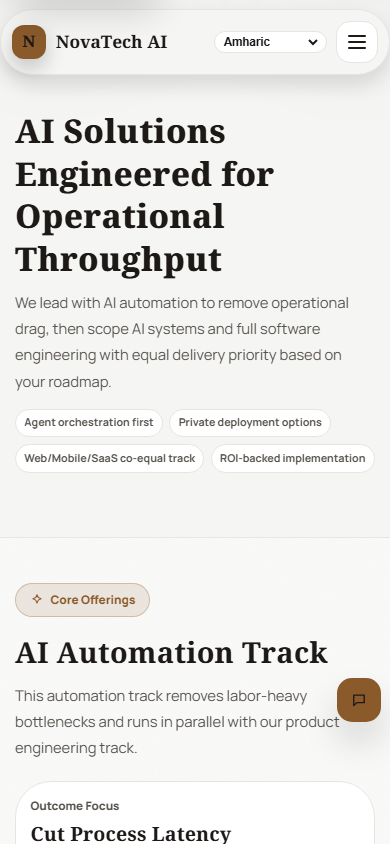 N NovaTech AI Amharic
AI Solutions
Engineered for
Operational
Throughput
We lead with AI automation to remove operational
drag, then scope AI systems and full software
engineering with equal delivery priority based on
your roadmap.
Agent orchestration first Private deployment options
Web/Mobile/SaaS co-equal track ROI-backed implementation
Core Offerings
AI Automation Track
This automation track removes labor-heavy
bottlenecks and runs in parallel with our product
engineering track.
Outcome Focus
Cut Process Latency